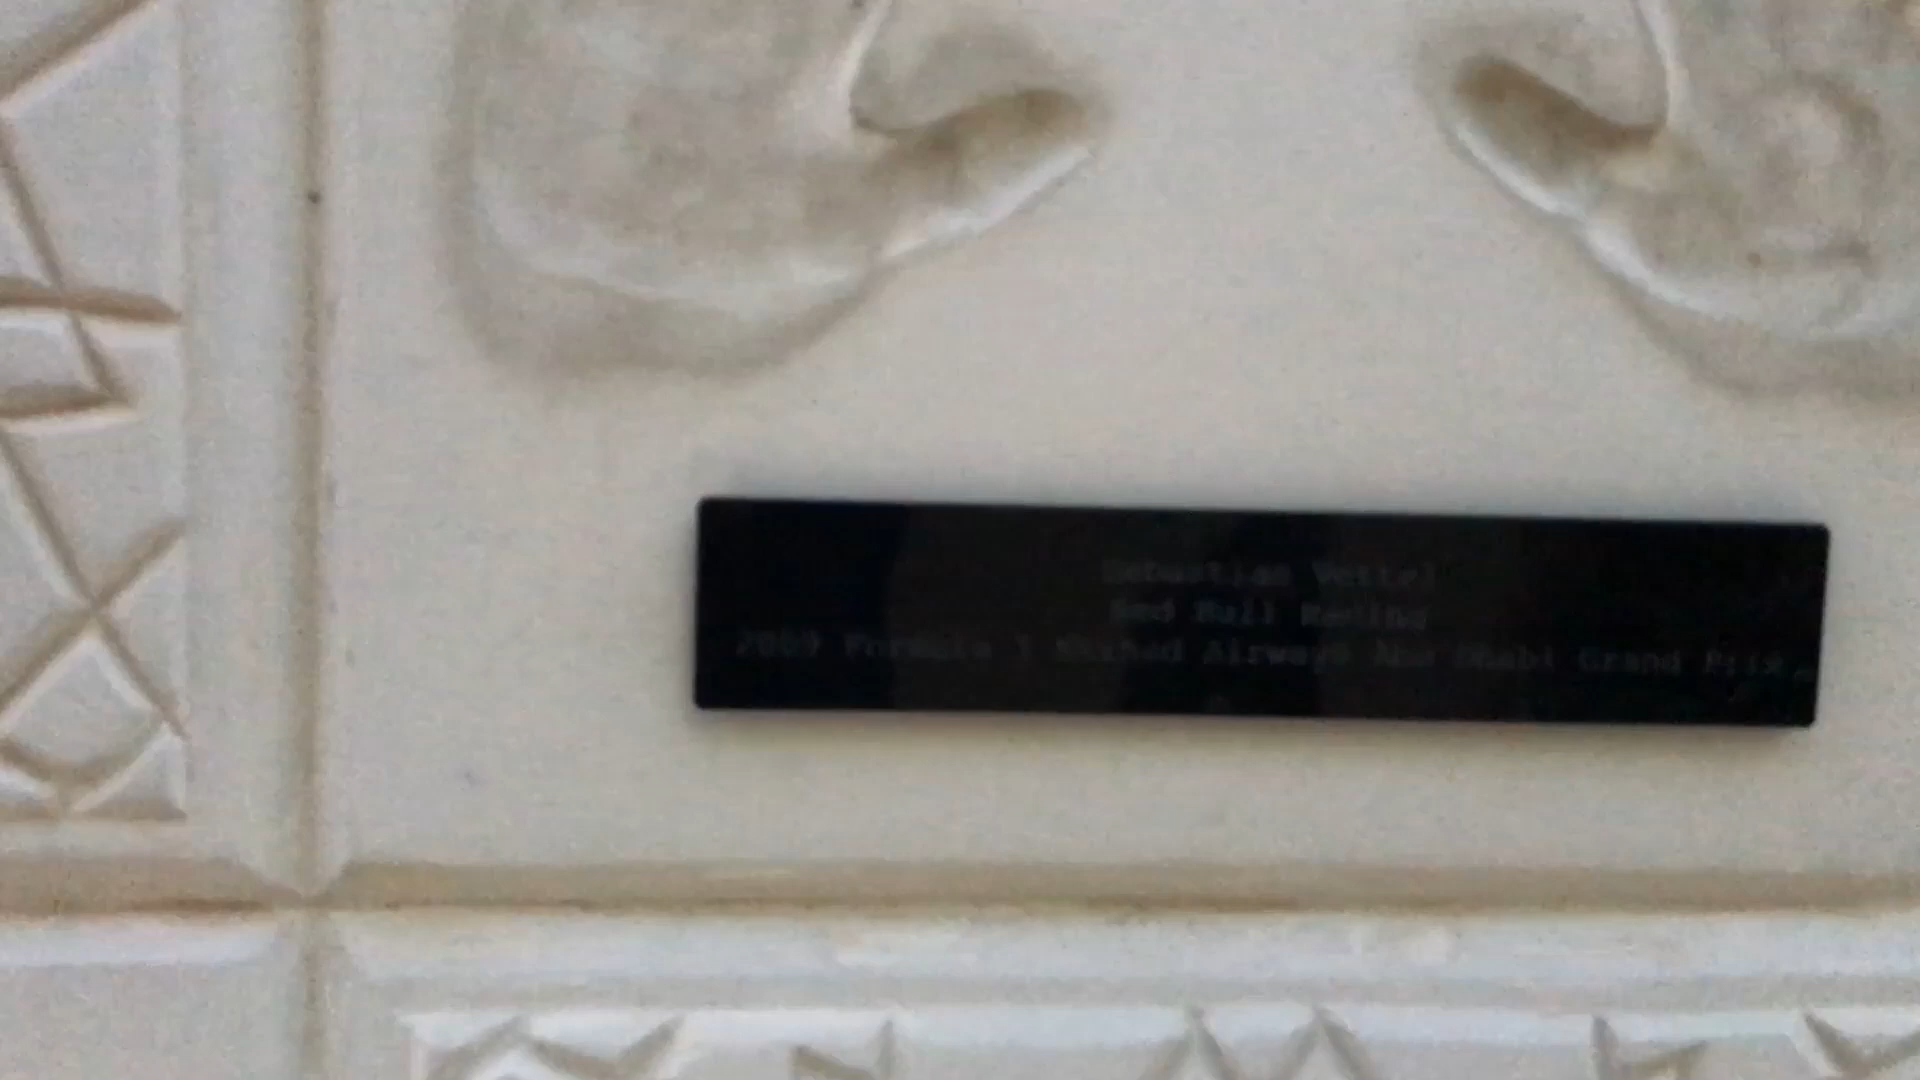 Sebastian Vettel
Red Bull Racing
2009 Formula 1 Etihad Airways Abu Dhabi Grand Prix